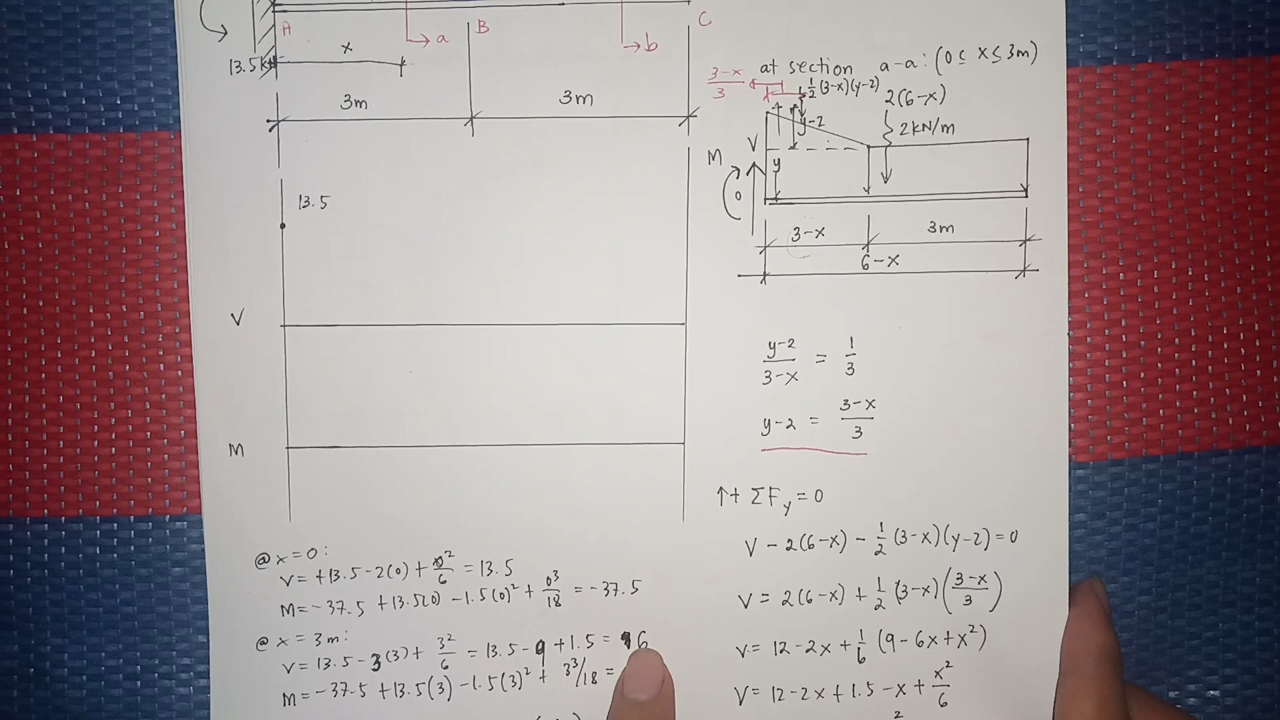 A
a
B
b
C
13.5k
x
3m
3m
13.5
V
M
@ x = 0:
V = +13.5 - 2(0) + 0²/6 = 13.5
M = -37.5 + 13.5(0) - 1.5(0)² + 0³/18 = -37.5
@ x = 3m:
V = 13.5 - 3(3) + 3²/6 = 13.5 - 9 + 1.5 = 6
M = -37.5 + 13.5(3) - 1.5(3)² + 3³/18 =
at section a-a: (0 ≤ x ≤ 3m)
(3-x)/3
½(3-x)(y-2)
2(6-x)
y-2
2kN/m
V
M
y
0
3-x
3m
6-x
(y-2)/(3-x) = 1/3
y-2 = (3-x)/3
↑+ ΣFy = 0
V - 2(6-x) - ½(3-x)(y-2) = 0
V = 2(6-x) + ½(3-x)((3-x)/3)
V = 12 - 2x + 1/6 (9 - 6x + x²)
V = 12 - 2x + 1.5 - x + x²/6